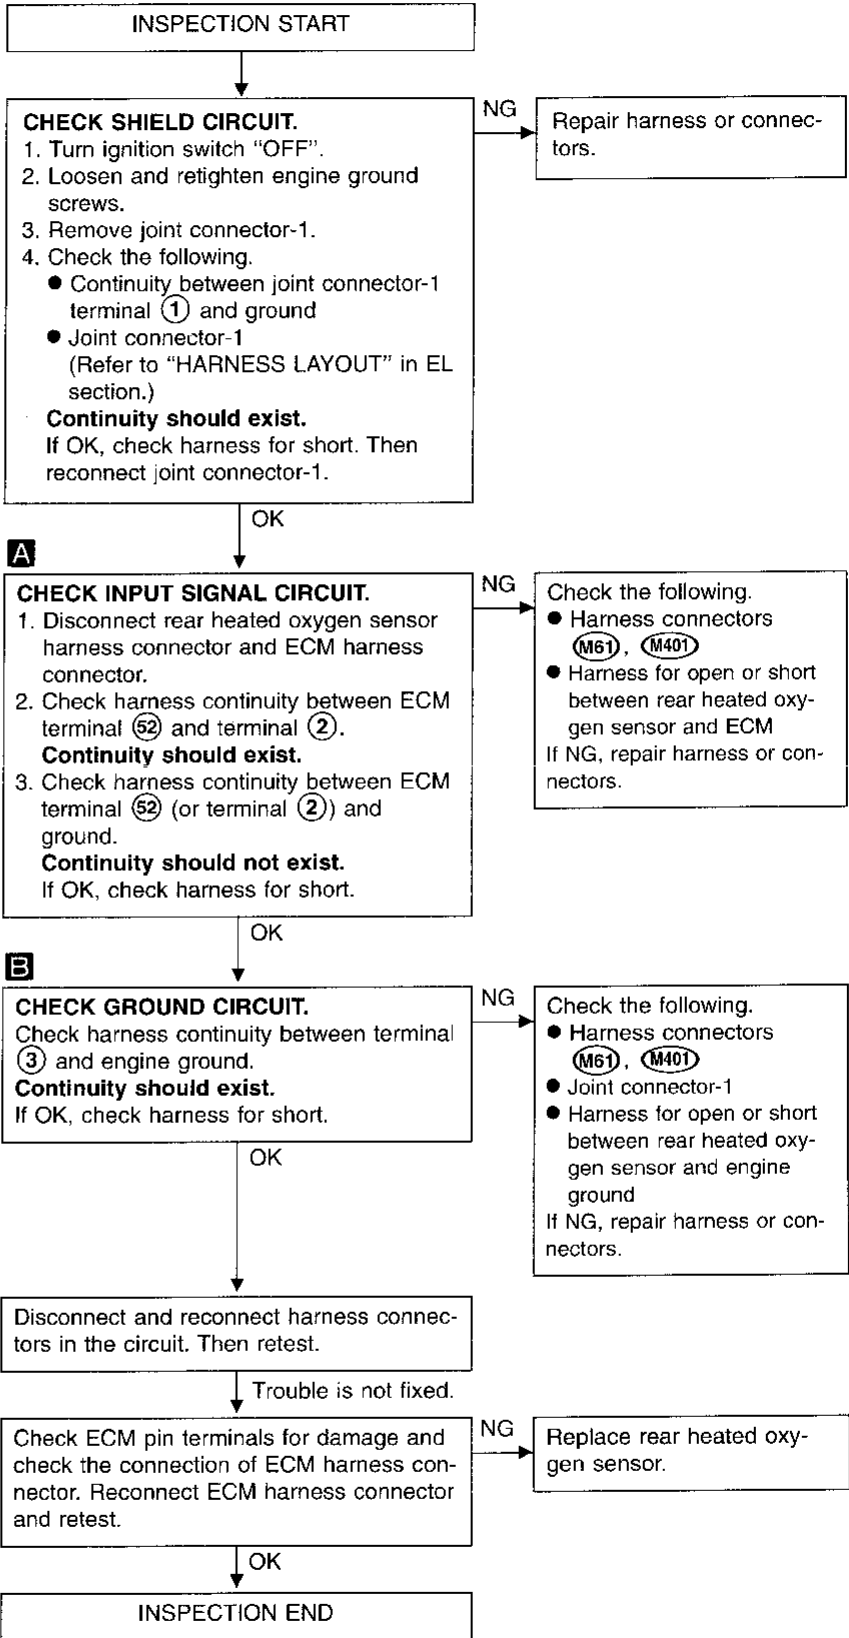 INSPECTION START
CHECK SHIELD CIRCUIT.
1. Turn ignition switch “OFF”.
2. Loosen and retighten engine ground
screws.
3. Remove joint connector-1.
4. Check the following.
● Continuity between joint connector-1
terminal ① and ground
● Joint connector-1
(Refer to “HARNESS LAYOUT” in EL
section.)
Continuity should exist.
If OK, check harness for short. Then
reconnect joint connector-1.
NG
Repair harness or connec-
tors.
OK
A
CHECK INPUT SIGNAL CIRCUIT.
1. Disconnect rear heated oxygen sensor
harness connector and ECM harness
connector.
2. Check harness continuity between ECM
terminal 52 and terminal ②.
Continuity should exist.
3. Check harness continuity between ECM
terminal 52 (or terminal ②) and
ground.
Continuity should not exist.
If OK, check harness for short.
NG
Check the following.
● Harness connectors
M61, M401
● Harness for open or short
between rear heated oxy-
gen sensor and ECM
If NG, repair harness or con-
nectors.
OK
B
CHECK GROUND CIRCUIT.
Check harness continuity between terminal
③ and engine ground.
Continuity should exist.
If OK, check harness for short.
NG
Check the following.
● Harness connectors
M61, M401
● Joint connector-1
● Harness for open or short
between rear heated oxy-
gen sensor and engine
ground
If NG, repair harness or con-
nectors.
OK
Disconnect and reconnect harness connec-
tors in the circuit. Then retest.
Trouble is not fixed.
Check ECM pin terminals for damage and
check the connection of ECM harness con-
nector. Reconnect ECM harness connector
and retest.
NG
Replace rear heated oxy-
gen sensor.
OK
INSPECTION END